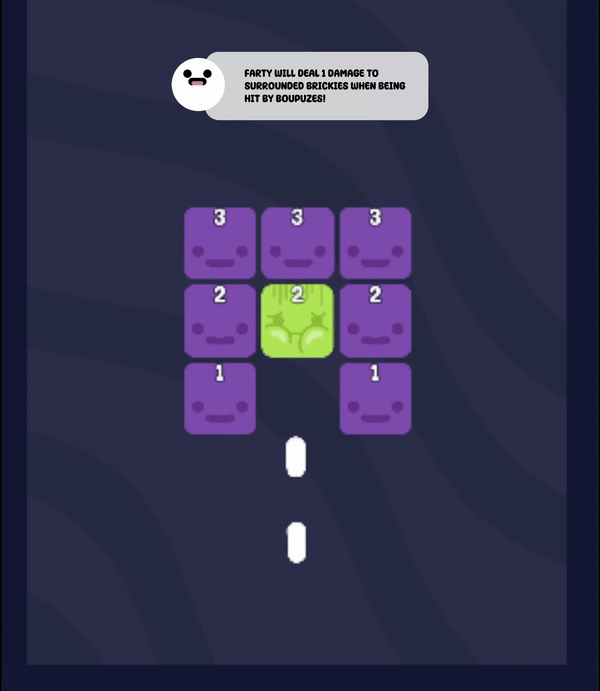 FARTY WILL DEAL 1 DAMAGE TO
SURROUNDED BRICKIES WHEN BEING
HIT BY BOUPUZES!
3 3 3
2 2 2
1 1